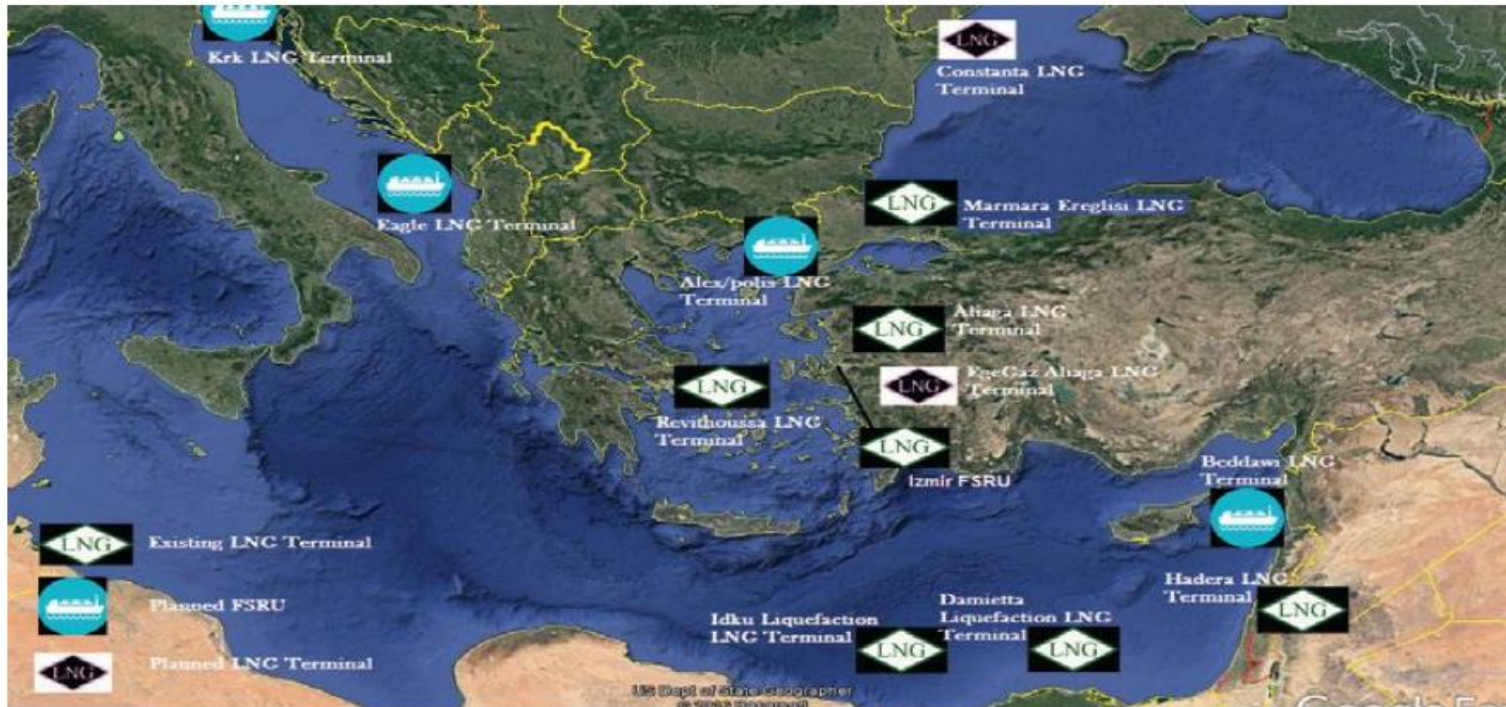 Krk LNG Terminal
LNG
Constanta LNG
Terminal
Eagle LNG Terminal
LNG
Marmara Ereglisi LNG
Terminal
Alex/polis LNG
Terminal
LNG
Aliaga LNG
Terminal
LNG
EgeGaz Aliaga LNG
Terminal
LNG
Revithoussa LNG
Terminal
LNG
Izmir FSRU
Beddawi LNG
Terminal
LNG
Existing LNG Terminal
Planned FSRU
LNG
Planned LNG Terminal
Idku Liquefaction
LNG Terminal
LNG
Damietta
Liquefaction LNG
Terminal
LNG
Hadera LNG
Terminal
LNG
US Dept of State Geographer